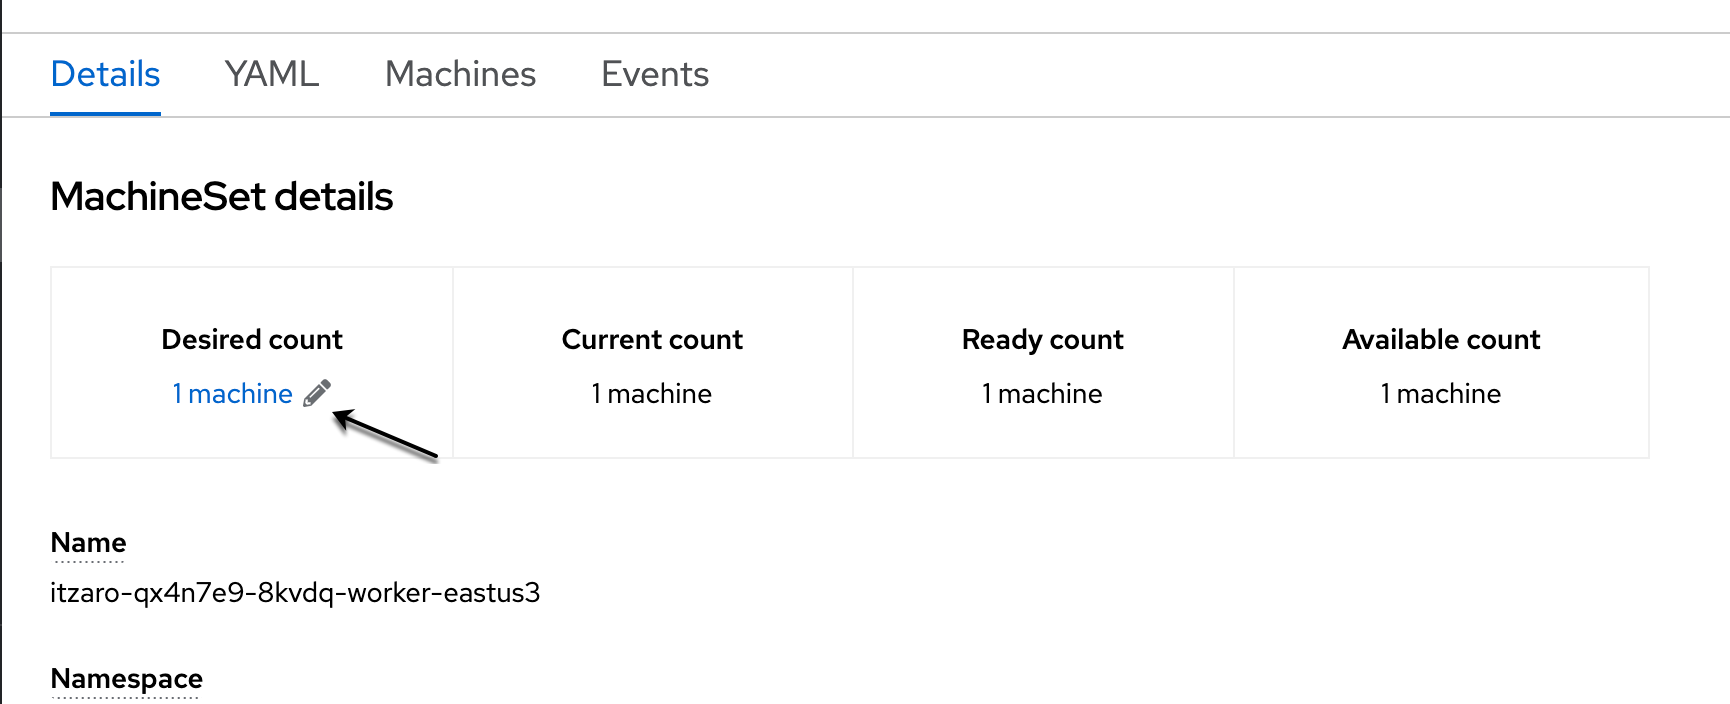 Details YAML Machines Events
MachineSet details
Desired count Current count Ready count Available count
1 machine 1 machine 1 machine 1 machine
Name
itzaro-qx4n7e9-8kvdq-worker-eastus3
Namespace